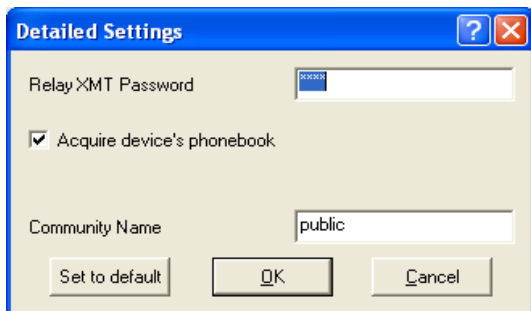 Detailed Settings
Relay XMT Password
****
Acquire device's phonebook
Community Name
public
Set to default
OK
Cancel